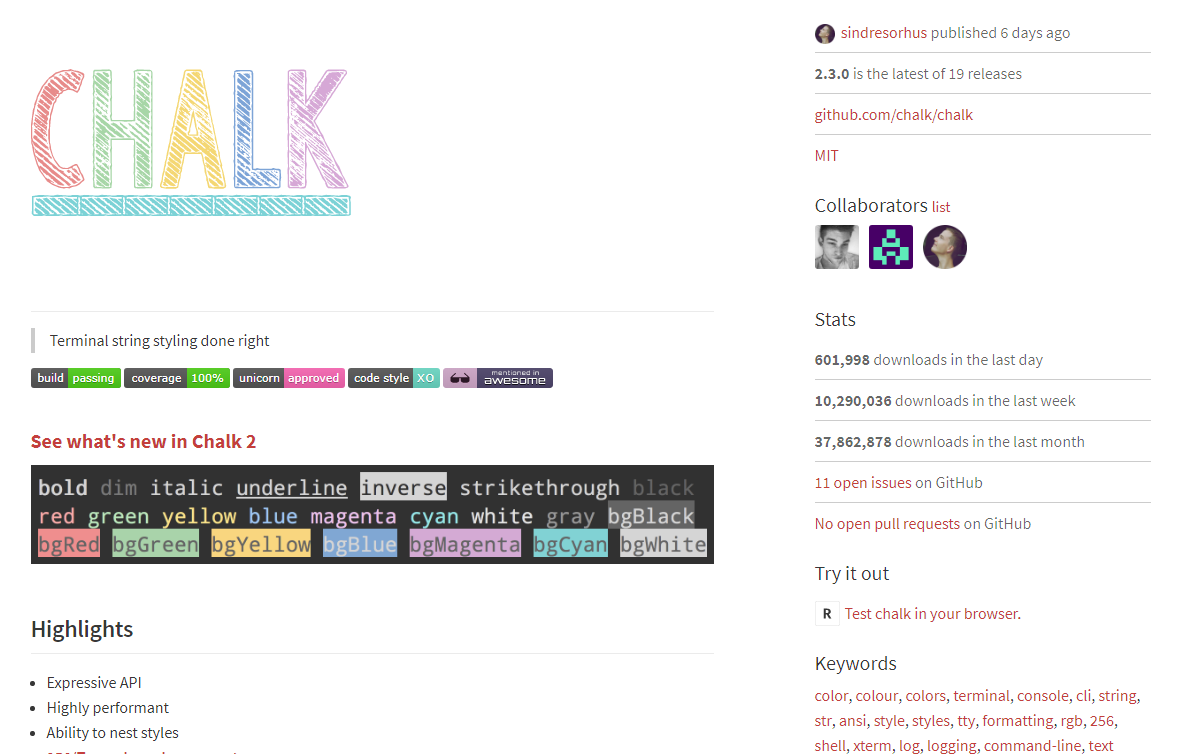 CHALK
Terminal string styling done right
build passing coverage 100% unicorn approved code style XO mentioned in awesome
See what's new in Chalk 2
bold dim italic underline inverse strikethrough black
red green yellow blue magenta cyan white gray bgBlack
bgRed bgGreen bgYellow bgBlue bgMagenta bgCyan bgWhite
Highlights
Expressive API
Highly performant
Ability to nest styles
sindresorhus published 6 days ago
2.3.0 is the latest of 19 releases
github.com/chalk/chalk
MIT
Collaborators list
Stats
601,998 downloads in the last day
10,290,036 downloads in the last week
37,862,878 downloads in the last month
11 open issues on GitHub
No open pull requests on GitHub
Try it out
R Test chalk in your browser.
Keywords
color, colour, colors, terminal, console, cli, string,
str, ansi, style, styles, tty, formatting, rgb, 256,
shell, xterm, log, logging, command-line, text